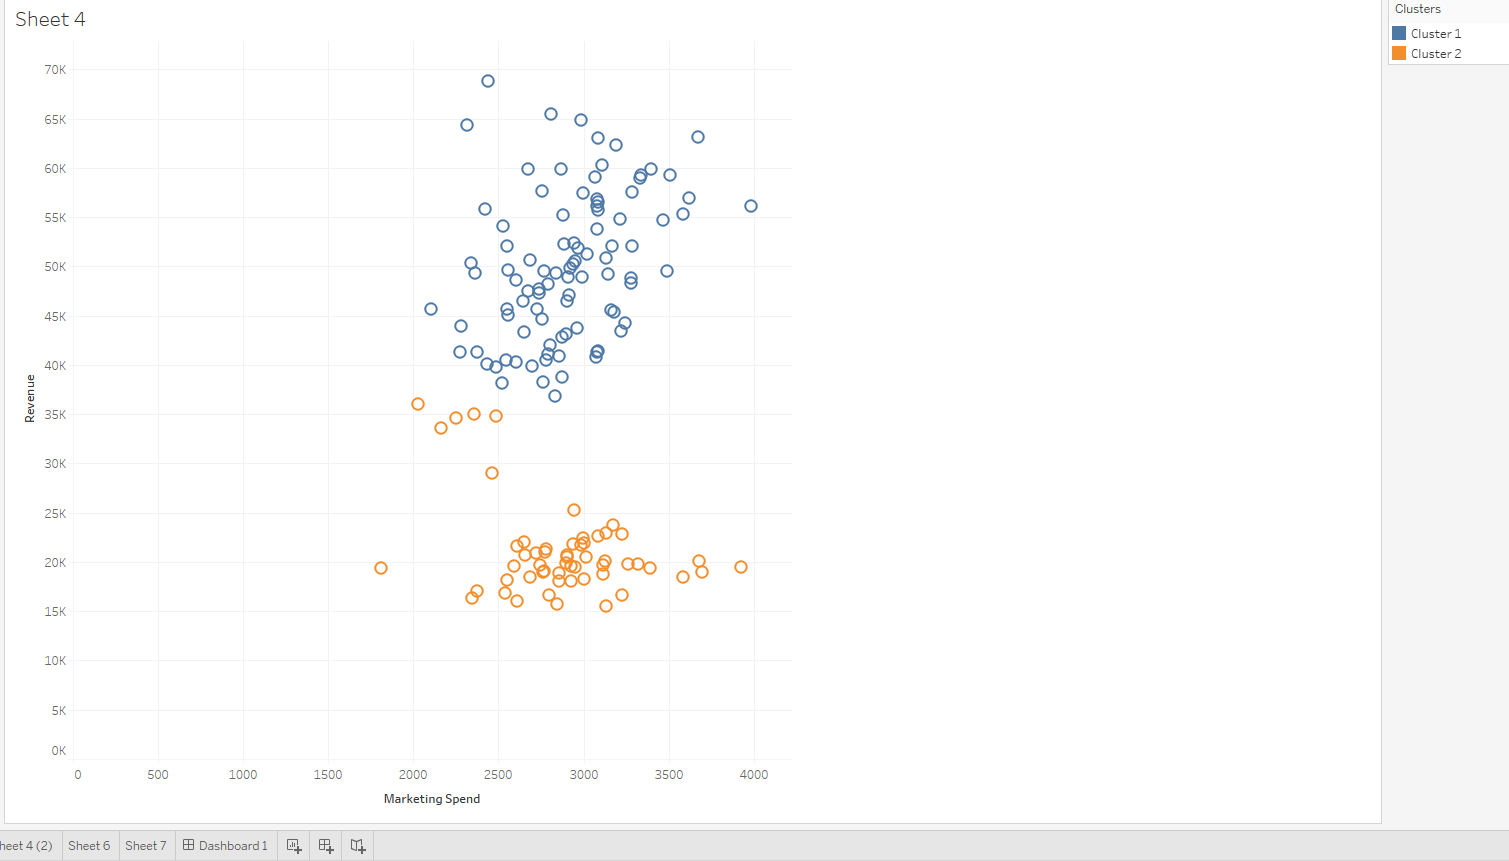 Sheet 4
Clusters
Cluster 1
Cluster 2
70K
65K
60K
55K
50K
45K
40K
35K
30K
25K
20K
15K
10K
5K
0K
Revenue
0 500 1000 1500 2000 2500 3000 3500 4000
Marketing Spend
heet 4 (2) Sheet 6 Sheet 7 Dashboard 1